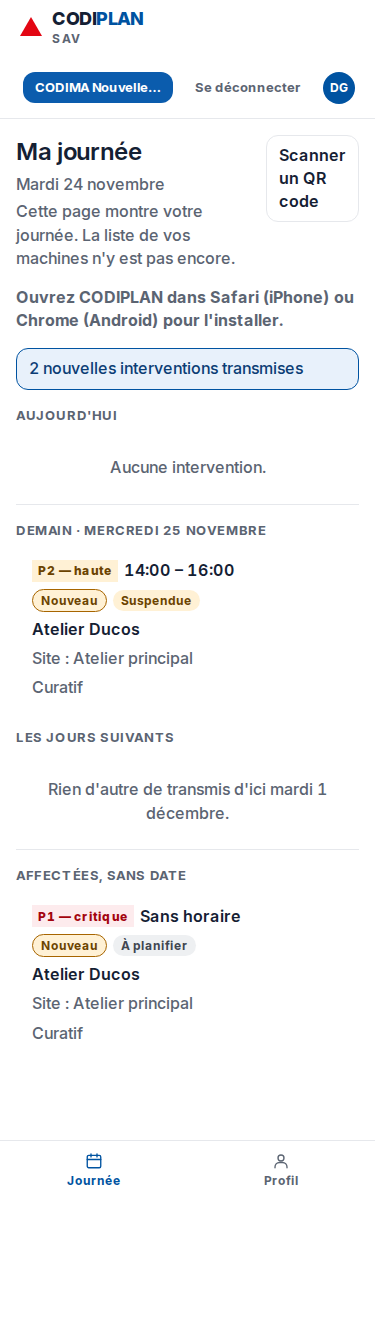 CODIPLAN
SAV
CODIMA Nouvelle…
Se déconnecter
DG
Ma journée
Mardi 24 novembre
Cette page montre votre
journée. La liste de vos
machines n'y est pas encore.
Scanner
un QR
code
Ouvrez CODIPLAN dans Safari (iPhone) ou
Chrome (Android) pour l'installer.
2 nouvelles interventions transmises
AUJOURD'HUI
Aucune intervention.
DEMAIN · MERCREDI 25 NOVEMBRE
P2 — haute 14:00 – 16:00
Nouveau Suspendue
Atelier Ducos
Site : Atelier principal
Curatif
LES JOURS SUIVANTS
Rien d'autre de transmis d'ici mardi 1
décembre.
AFFECTÉES, SANS DATE
P1 — critique Sans horaire
Nouveau À planifier
Atelier Ducos
Site : Atelier principal
Curatif
Journée
Profil